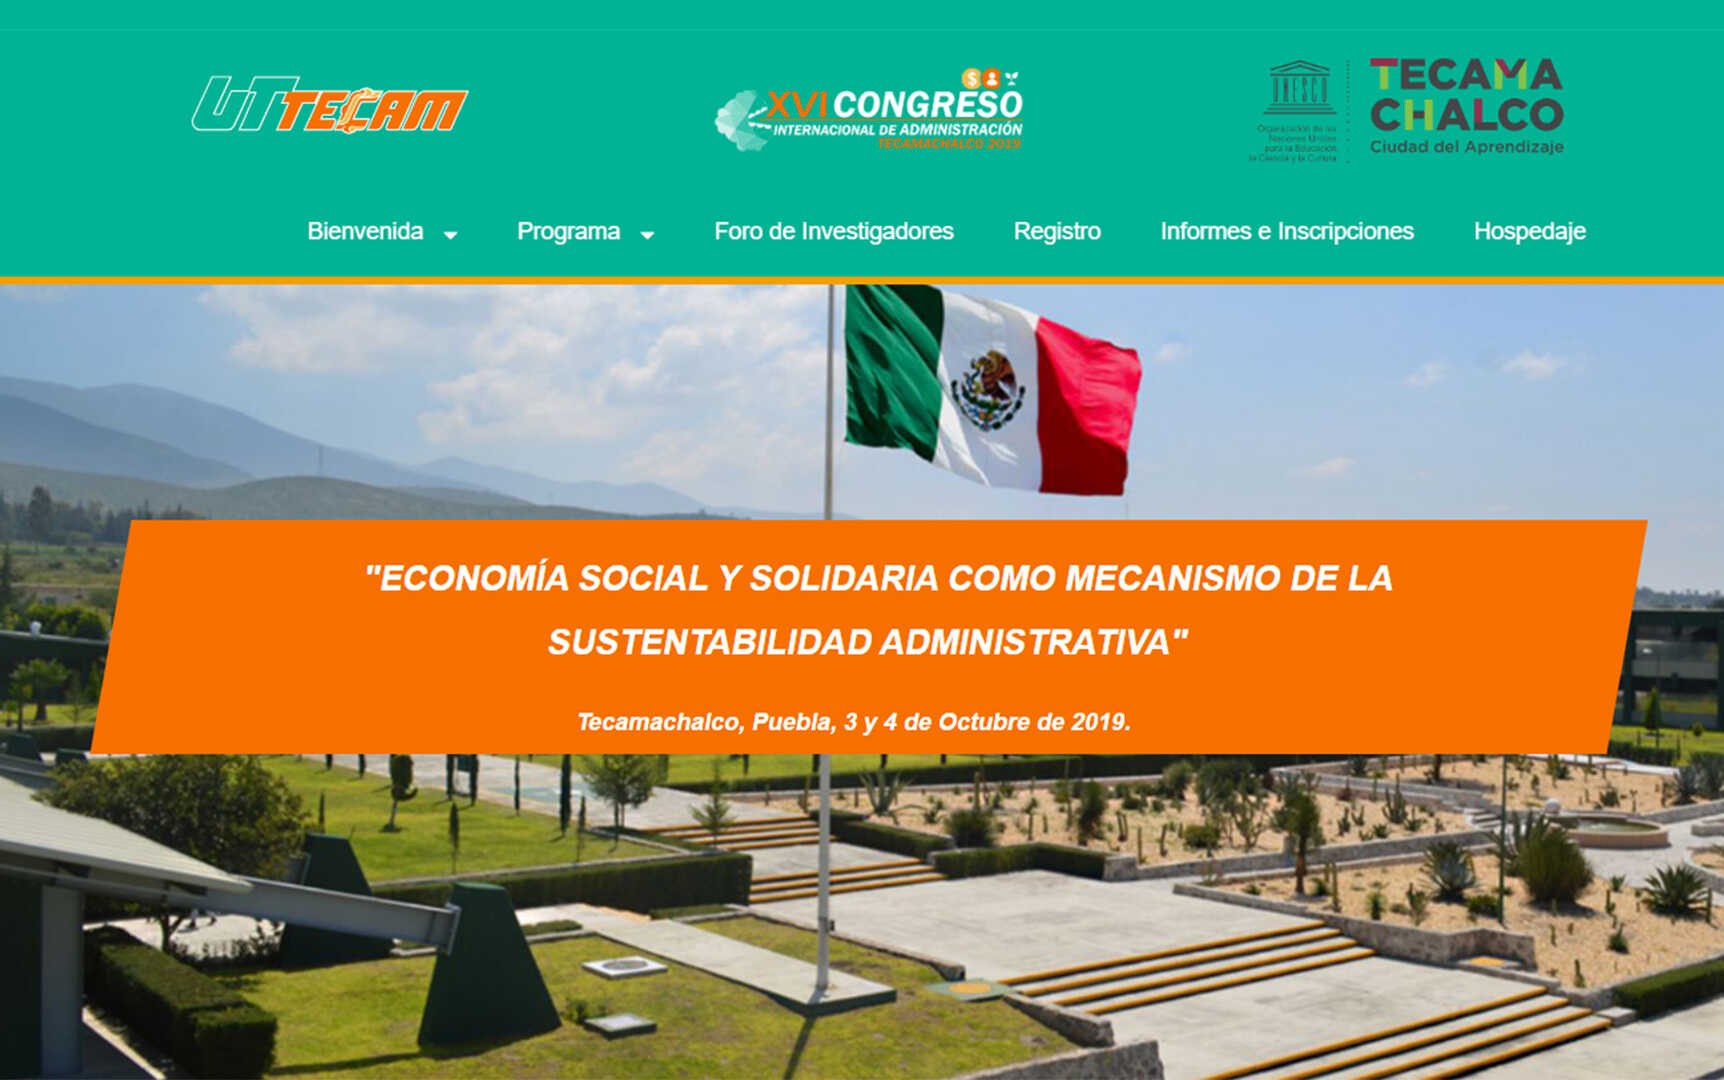 UTTECAM
XVI CONGRESO
INTERNACIONAL DE ADMINISTRACIÓN
TECAMACHALCO 2019
UNESCO
Organización de las
Naciones Unidas
para la Educación,
la Ciencia y la Cultura
TECAMA
CHALCO
Ciudad del Aprendizaje
Bienvenida
Programa
Foro de Investigadores
Registro
Informes e Inscripciones
Hospedaje
"ECONOMÍA SOCIAL Y SOLIDARIA COMO MECANISMO DE LA
SUSTENTABILIDAD ADMINISTRATIVA"
Tecamachalco, Puebla, 3 y 4 de Octubre de 2019.